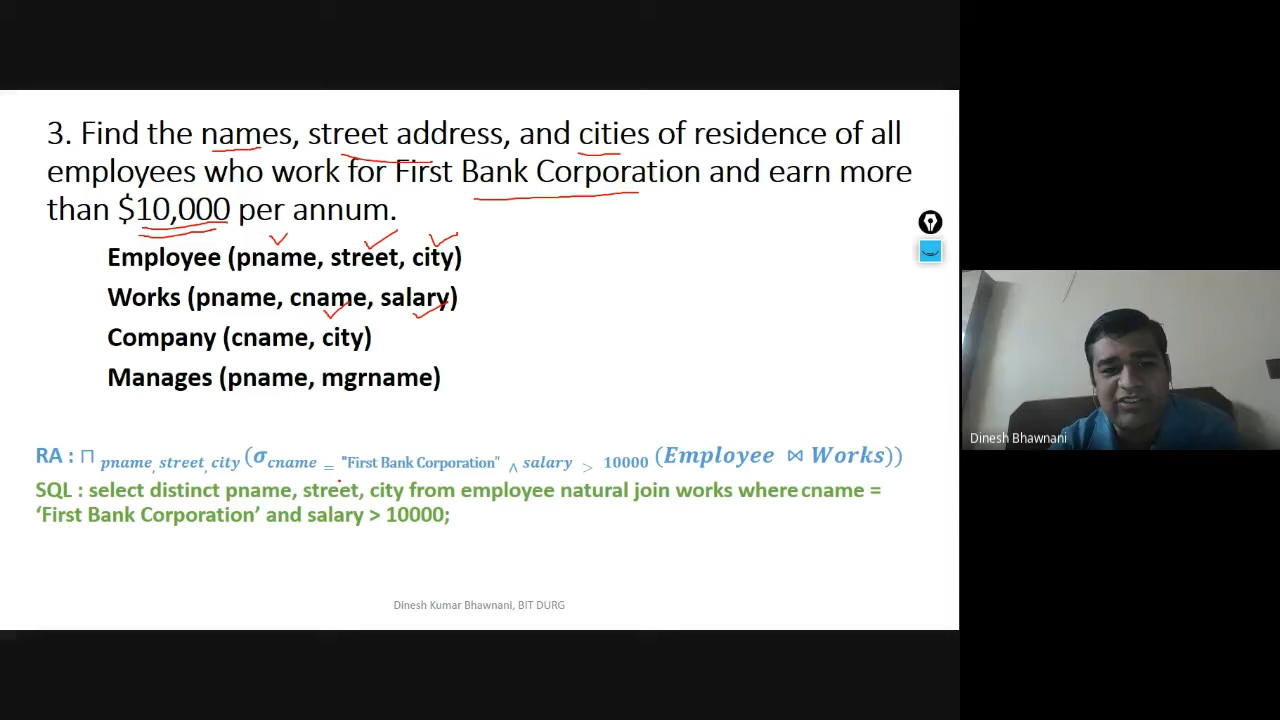 3. Find the names, street address, and cities of residence of all
employees who work for First Bank Corporation and earn more
than $10,000 per annum.
Employee (pname, street, city)
Works (pname, cname, salary)
Company (cname, city)
Manages (pname, mgrname)
RA : ⊓ pname, street, city (σ cname = "First Bank Corporation" ∧ salary > 10000 (Employee ⋈ Works))
SQL : select distinct pname, street, city from employee natural join works where cname =
‘First Bank Corporation’ and salary > 10000;
Dinesh Kumar Bhawnani, BIT DURG
Dinesh Bhawnani